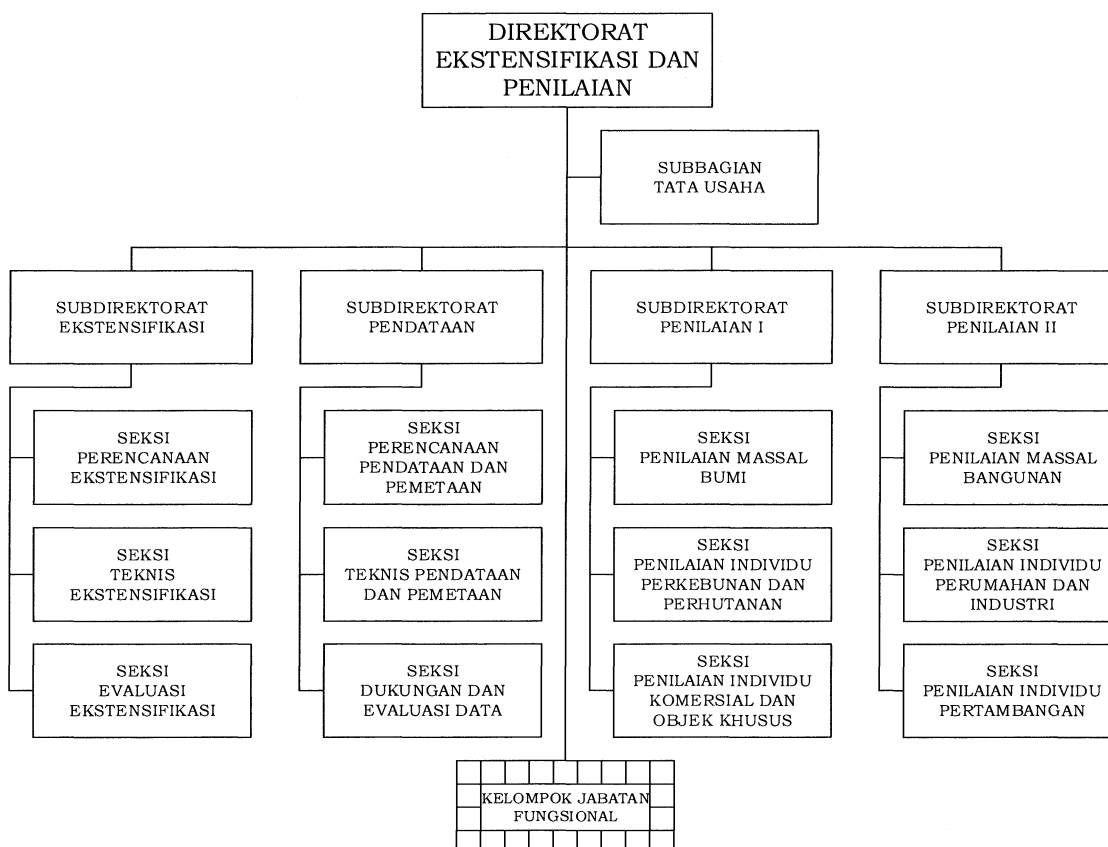 DIREKTORAT
EKSTENSIFIKASI DAN
PENILAIAN
SUBBAGIAN
TATA USAHA
SUBDIREKTORAT
EKSTENSIFIKASI
SUBDIREKTORAT
PENDATAAN
SUBDIREKTORAT
PENILAIAN I
SUBDIREKTORAT
PENILAIAN II
SEKSI
PERENCANAAN
EKSTENSIFIKASI
SEKSI
PERENCANAAN
PENDATAAN DAN
PEMETAAN
SEKSI
PENILAIAN MASSAL
BUMI
SEKSI
PENILAIAN MASSAL
BANGUNAN
SEKSI
TEKNIS
EKSTENSIFIKASI
SEKSI
TEKNIS PENDATAAN
DAN PEMETAAN
SEKSI
PENILAIAN INDIVIDU
PERKEBUNAN DAN
PERHUTANAN
SEKSI
PENILAIAN INDIVIDU
PERUMAHAN DAN
INDUSTRI
SEKSI
EVALUASI
EKSTENSIFIKASI
SEKSI
DUKUNGAN DAN
EVALUASI DATA
SEKSI
PENILAIAN INDIVIDU
KOMERSIAL DAN
OBJEK KHUSUS
SEKSI
PENILAIAN INDIVIDU
PERTAMBANGAN
KELOMPOK JABATAN
FUNGSIONAL